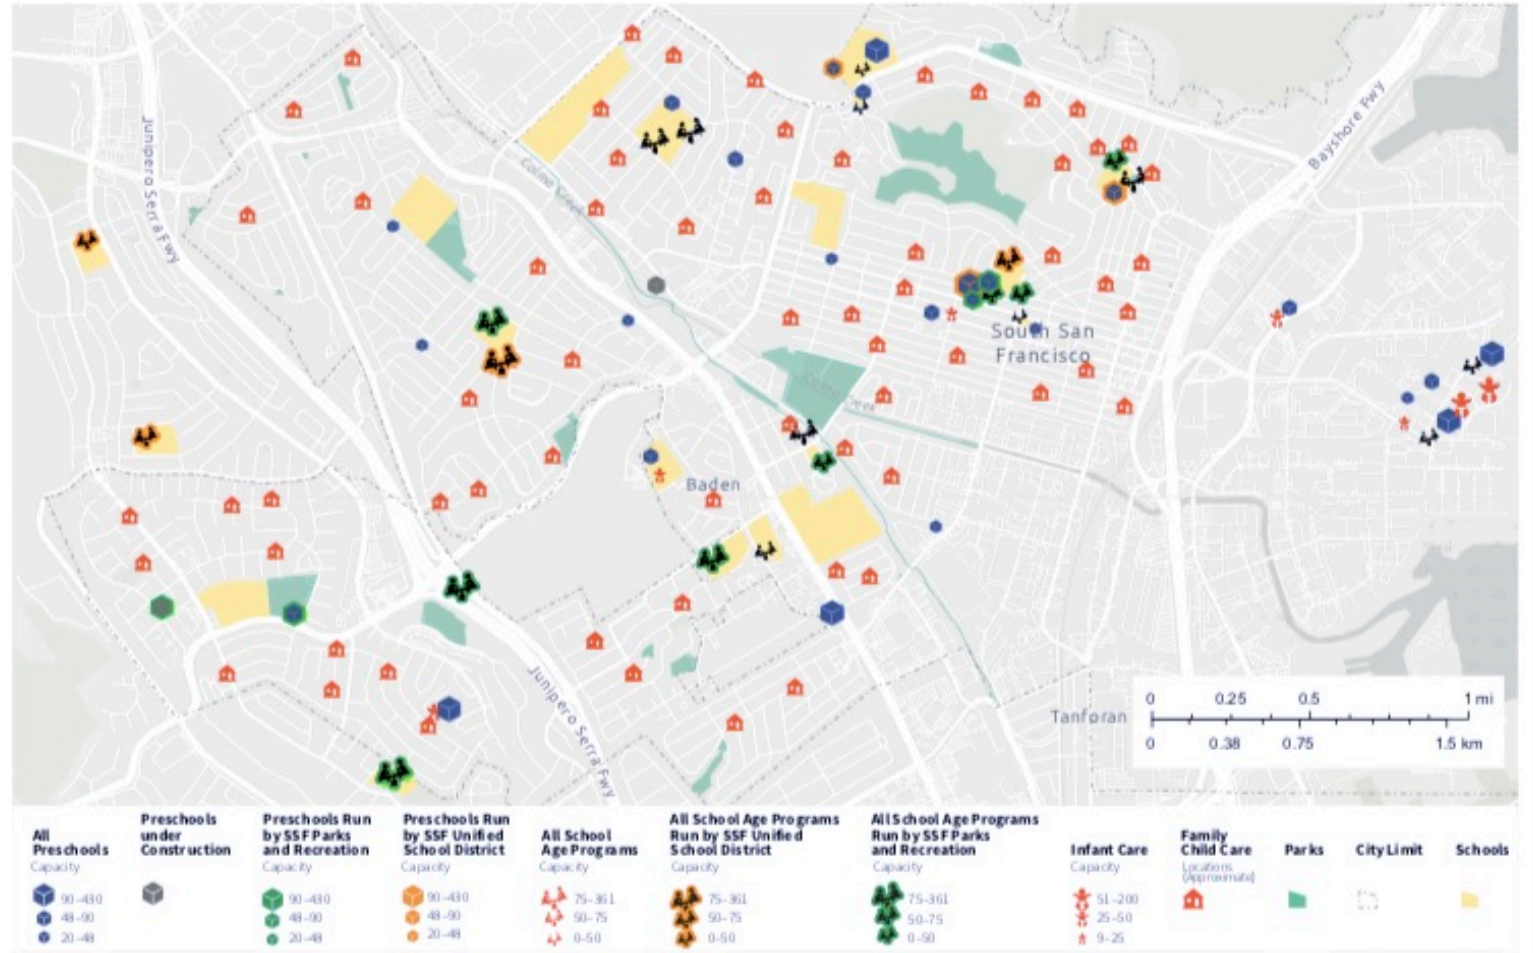 Junipero Serra Fwy
Colma Creek
Bayshore Fwy
South San
Francisco
Colma Creek
Baden
Junipero Serra Fwy
Tanforan
0 0.25 0.5 1 mi
0 0.38 0.75 1.5 km
All
Preschools
Capacity
90-430
48-90
20-48
Preschools
under
Construction
Preschools Run
by SSF Parks
and Recreation
Capacity
90-430
48-90
20-48
Preschools Run
by SSF Unified
School District
Capacity
90-430
48-90
20-48
All School
Age Programs
Capacity
75-361
50-75
0-50
All School Age Programs
Run by SSF Unified
School District
Capacity
75-361
50-75
0-50
All School Age Programs
Run by SSF Parks
and Recreation
Capacity
75-361
50-75
0-50
Infant Care
Capacity
51-200
25-50
9-25
Family
Child Care
Locations
(Approximate)
Parks
City Limit
Schools